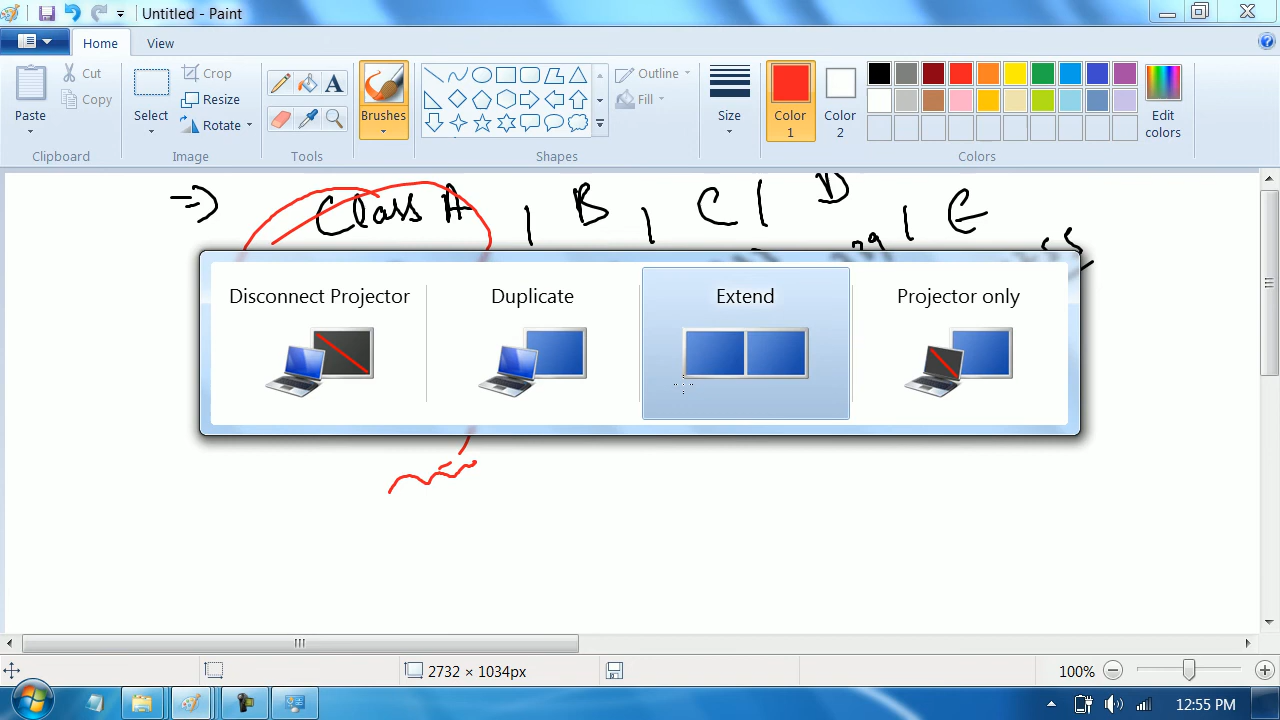 Untitled - Paint
Home View
Paste
Cut
Copy
Clipboard
Select
Crop
Resize
Rotate
Image
A
Tools
Brushes
Outline
Fill
Shapes
Size
Color 1
Color 2
Edit colors
Colors
=> Class A , B , C | D , E
Disconnect Projector Duplicate Extend Projector only
2732 × 1034px 100%
12:55 PM